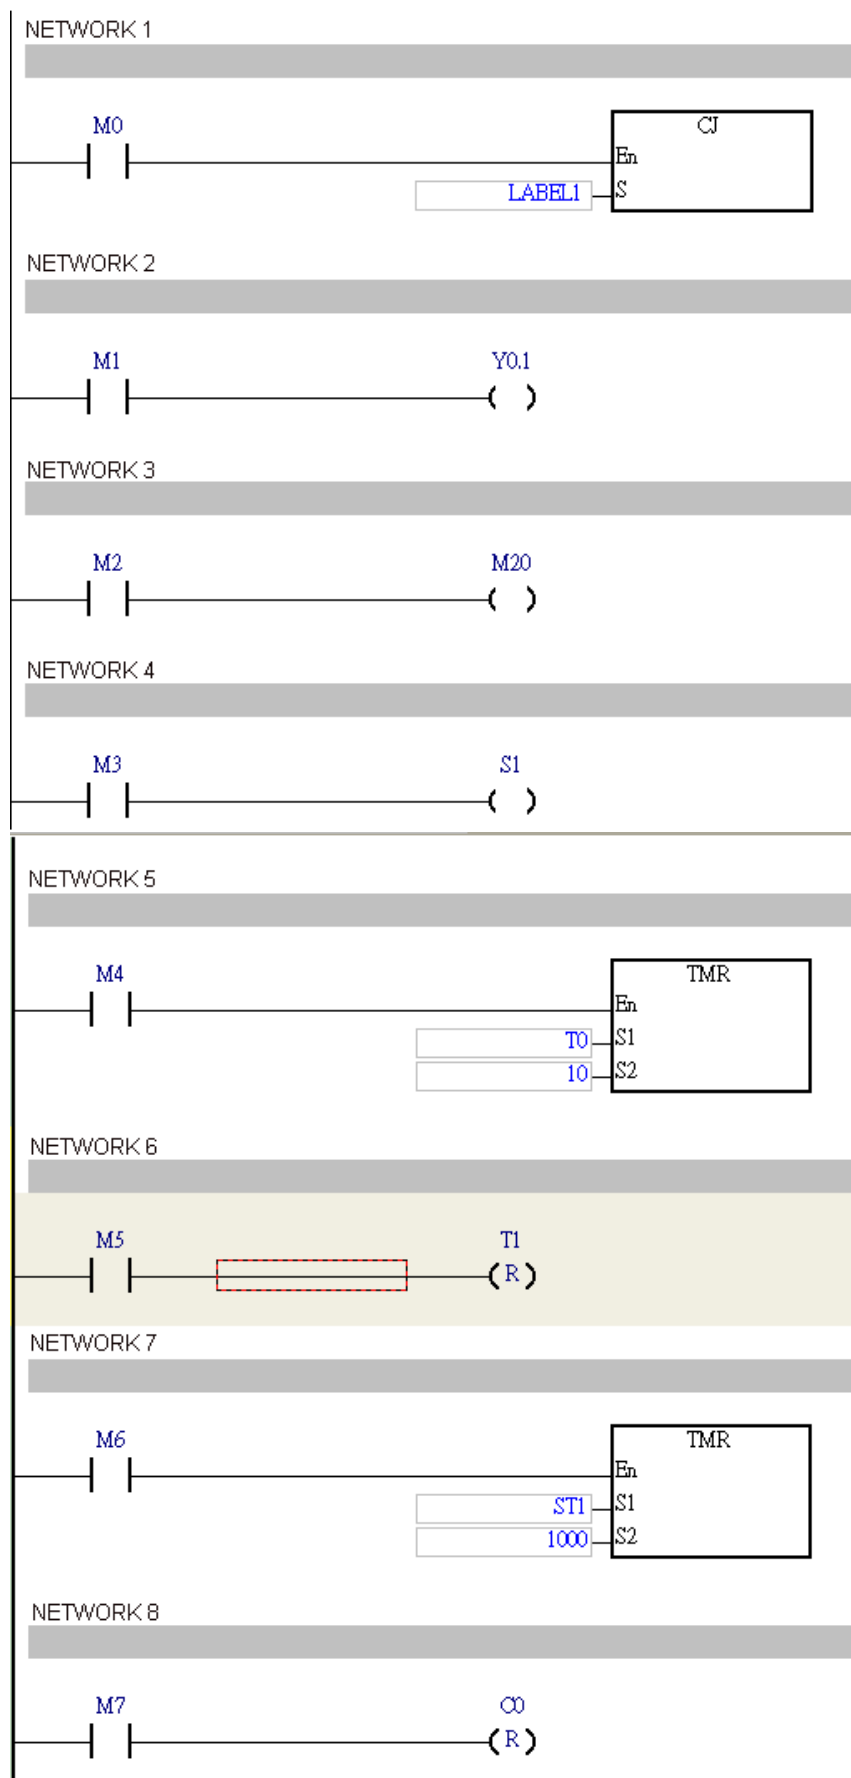 NETWORK 1
M0
CJ
En
LABEL1 S
NETWORK 2
M1 Y0.1
NETWORK 3
M2 M20
NETWORK 4
M3 S1
NETWORK 5
M4
TMR
En
T0 S1
10 S2
NETWORK 6
M5 T1
R
NETWORK 7
M6
TMR
En
ST1 S1
1000 S2
NETWORK 8
M7 C0
R